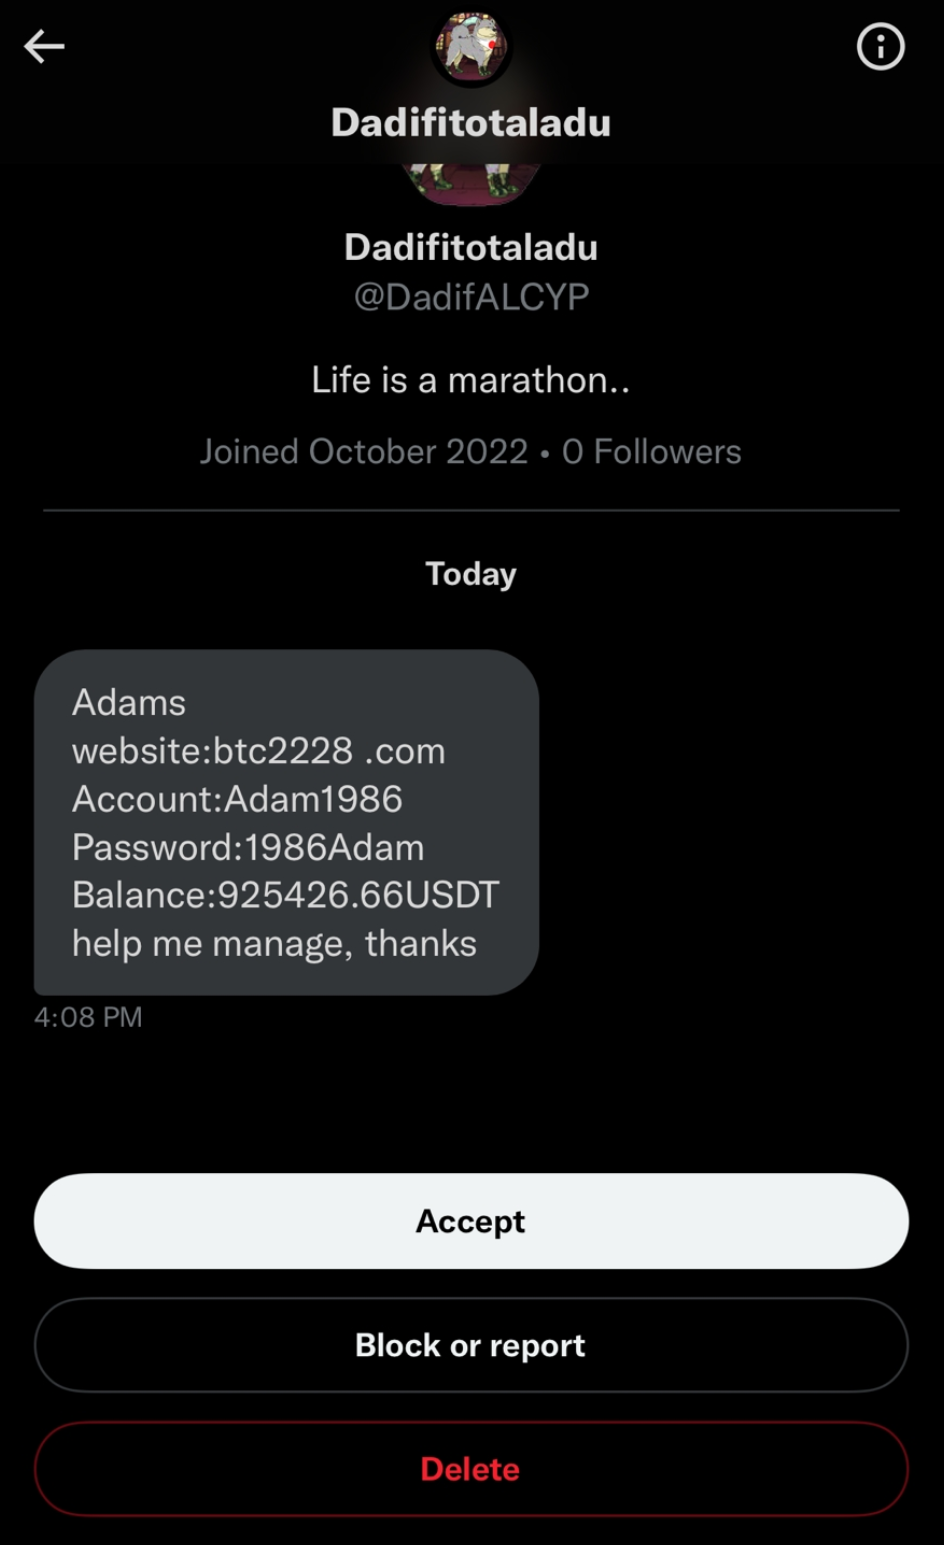 Dadifitotaladu
Dadifitotaladu
@DadifALCYP
Life is a marathon..
Joined October 2022 • 0 Followers
Today
Adams
website:btc2228 .com
Account:Adam1986
Password:1986Adam
Balance:925426.66USDT
help me manage, thanks
4:08 PM
Accept
Block or report
Delete